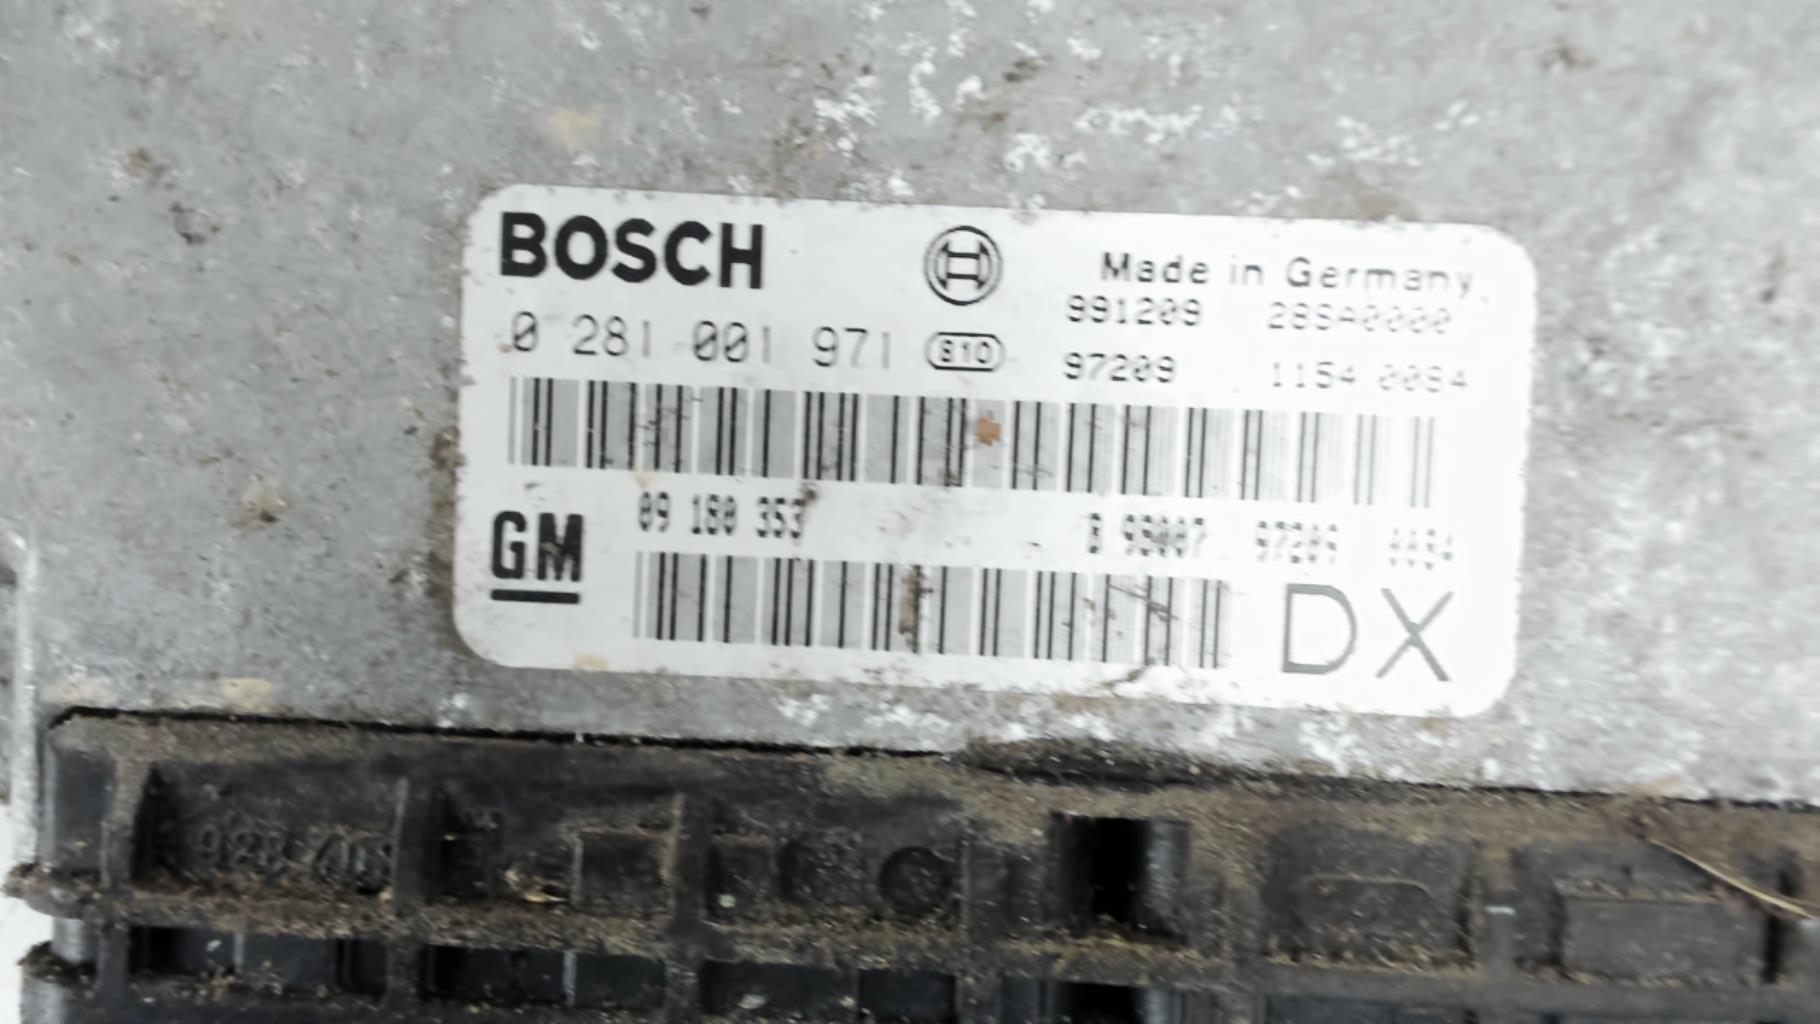 BOSCH
Made in Germany
991209 28SA0000
0 281 001 971 810
97209 1154 0084
09 180 353
97209
GM
DX